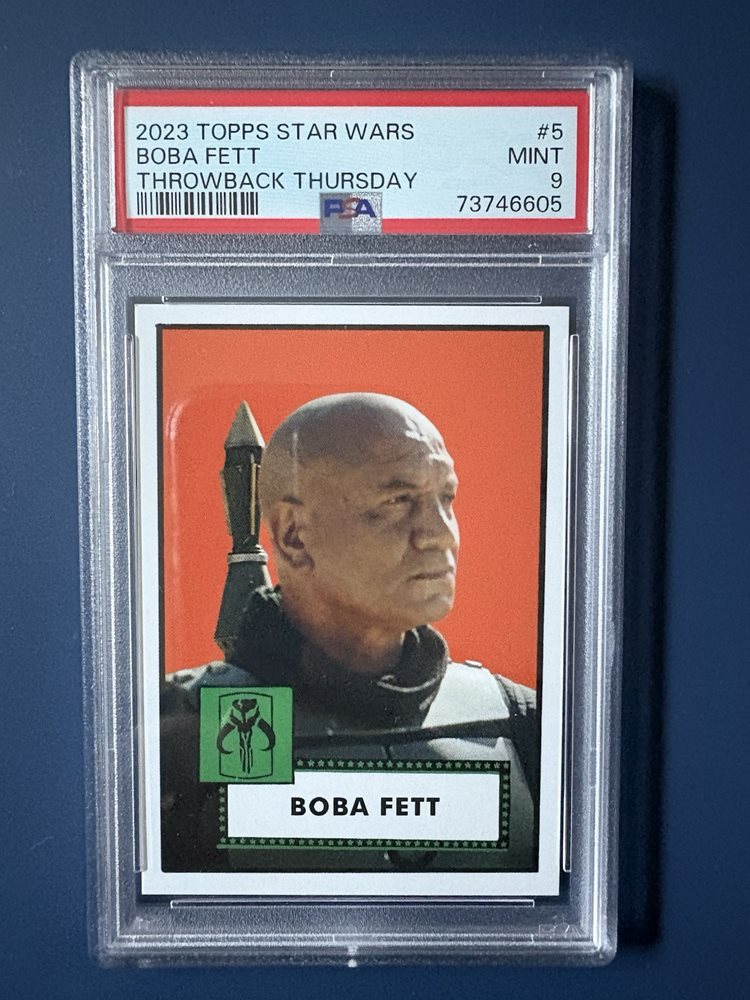 2023 TOPPS STAR WARS #5
BOBA FETT MINT
THROWBACK THURSDAY 9
PSA 73746605
BOBA FETT